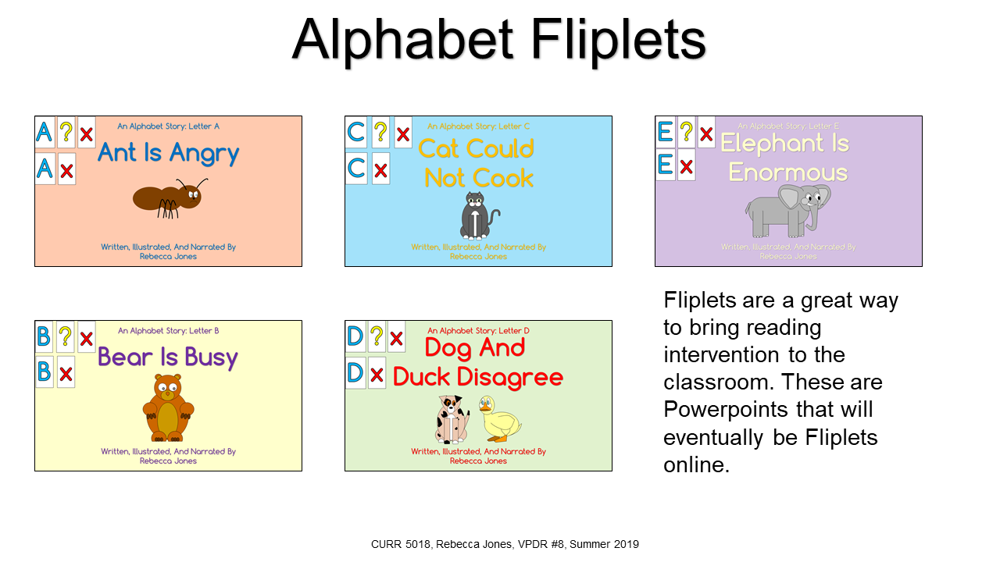 Alphabet Fliplets
A ? x
A x
An Alphabet Story: Letter A
Ant Is Angry
Written, Illustrated, And Narrated By
Rebecca Jones
C ? x
C x
An Alphabet Story: Letter C
Cat Could
Not Cook
Written, Illustrated, And Narrated By
Rebecca Jones
E ? x
E x
An Alphabet Story: Letter E
Elephant Is
Enormous
Written, Illustrated, And Narrated By
Rebecca Jones
B ? x
B x
An Alphabet Story: Letter B
Bear Is Busy
Written, Illustrated, And Narrated By
Rebecca Jones
D ? x
D x
An Alphabet Story: Letter D
Dog And
Duck Disagree
Written, Illustrated, And Narrated By
Rebecca Jones
Fliplets are a great way
to bring reading
intervention to the
classroom. These are
Powerpoints that will
eventually be Fliplets
online.
CURR 5018, Rebecca Jones, VPDR #8, Summer 2019